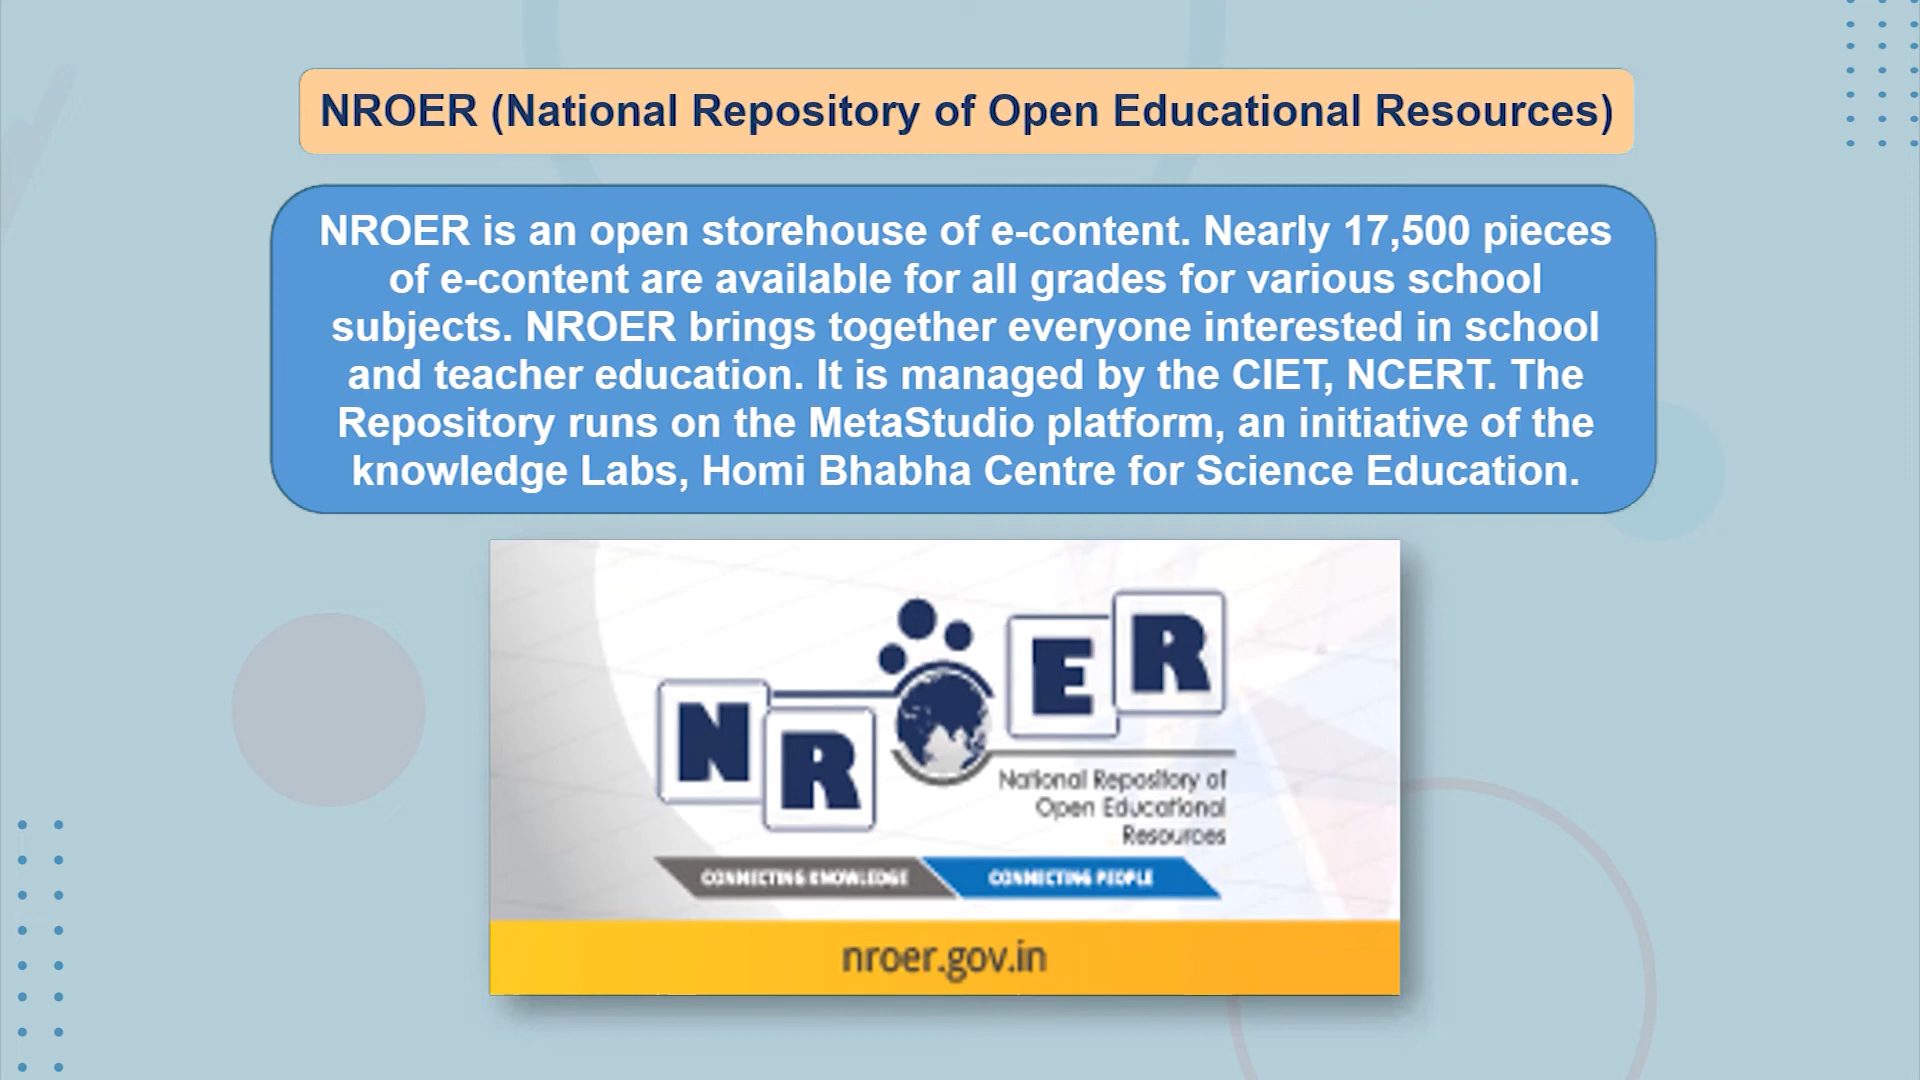 NROER (National Repository of Open Educational Resources)
NROER is an open storehouse of e-content. Nearly 17,500 pieces
of e-content are available for all grades for various school
subjects. NROER brings together everyone interested in school
and teacher education. It is managed by the CIET, NCERT. The
Repository runs on the MetaStudio platform, an initiative of the
knowledge Labs, Homi Bhabha Centre for Science Education.
NR ER
National Repository of
Open Educational
Resources
CONNECTING KNOWLEDGE CONNECTING PEOPLE
nroer.gov.in